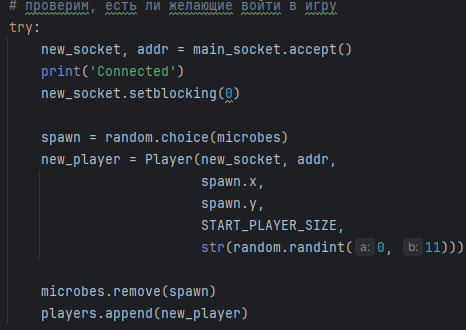 # проверим, есть ли желающие войти в игру
try:
    new_socket, addr = main_socket.accept()
    print('Connected')
    new_socket.setblocking(0)

    spawn = random.choice(microbes)
    new_player = Player(new_socket, addr,
                        spawn.x,
                        spawn.y,
                        START_PLAYER_SIZE,
                        str(random.randint(a: 0, b: 11)))

    microbes.remove(spawn)
    players.append(new_player)